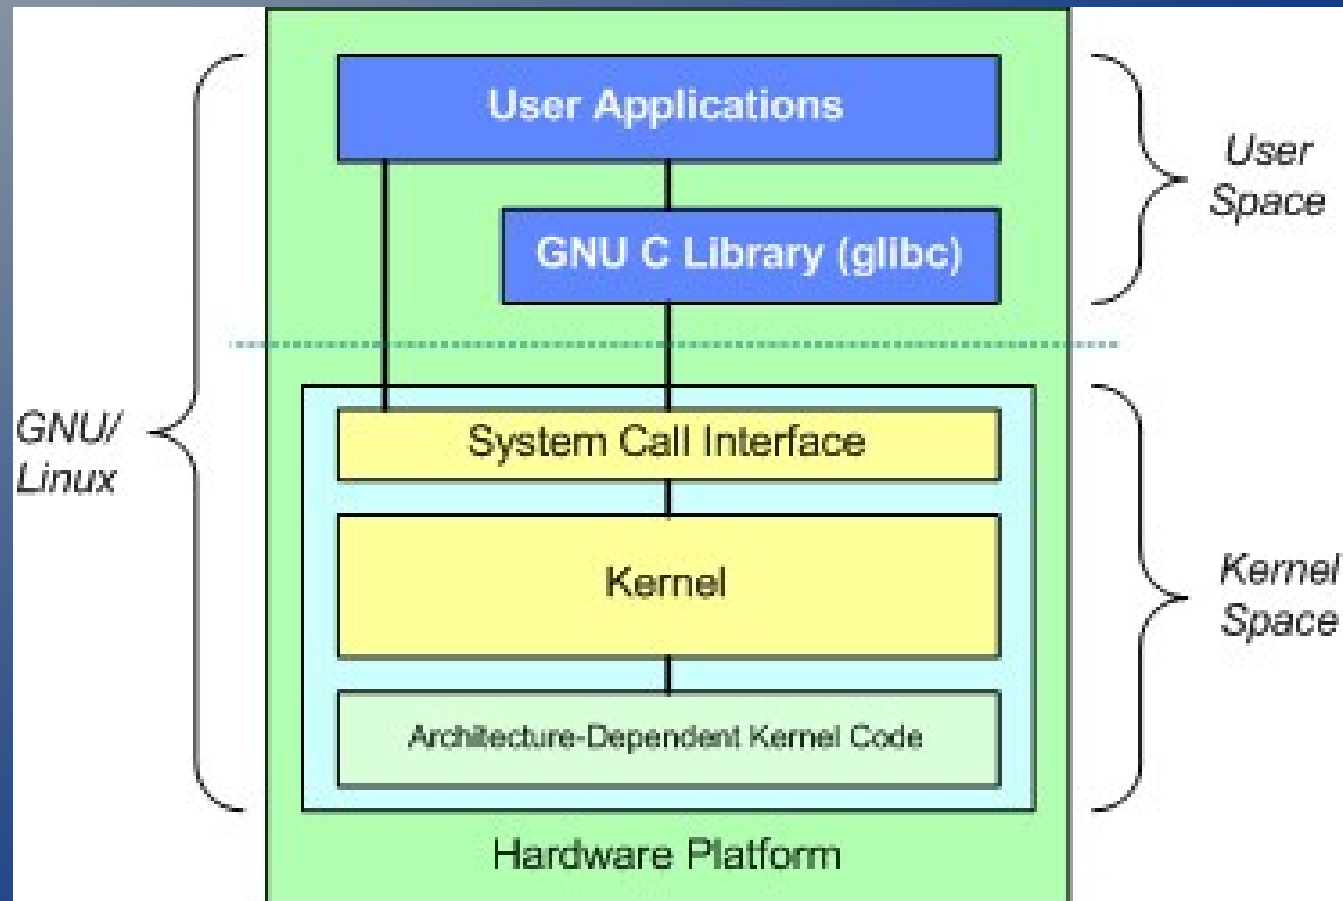 User Applications
User
Space
GNU C Library (glibc)
GNU/
Linux
System Call Interface
Kernel
Kernel
Space
Architecture-Dependent Kernel Code
Hardware Platform